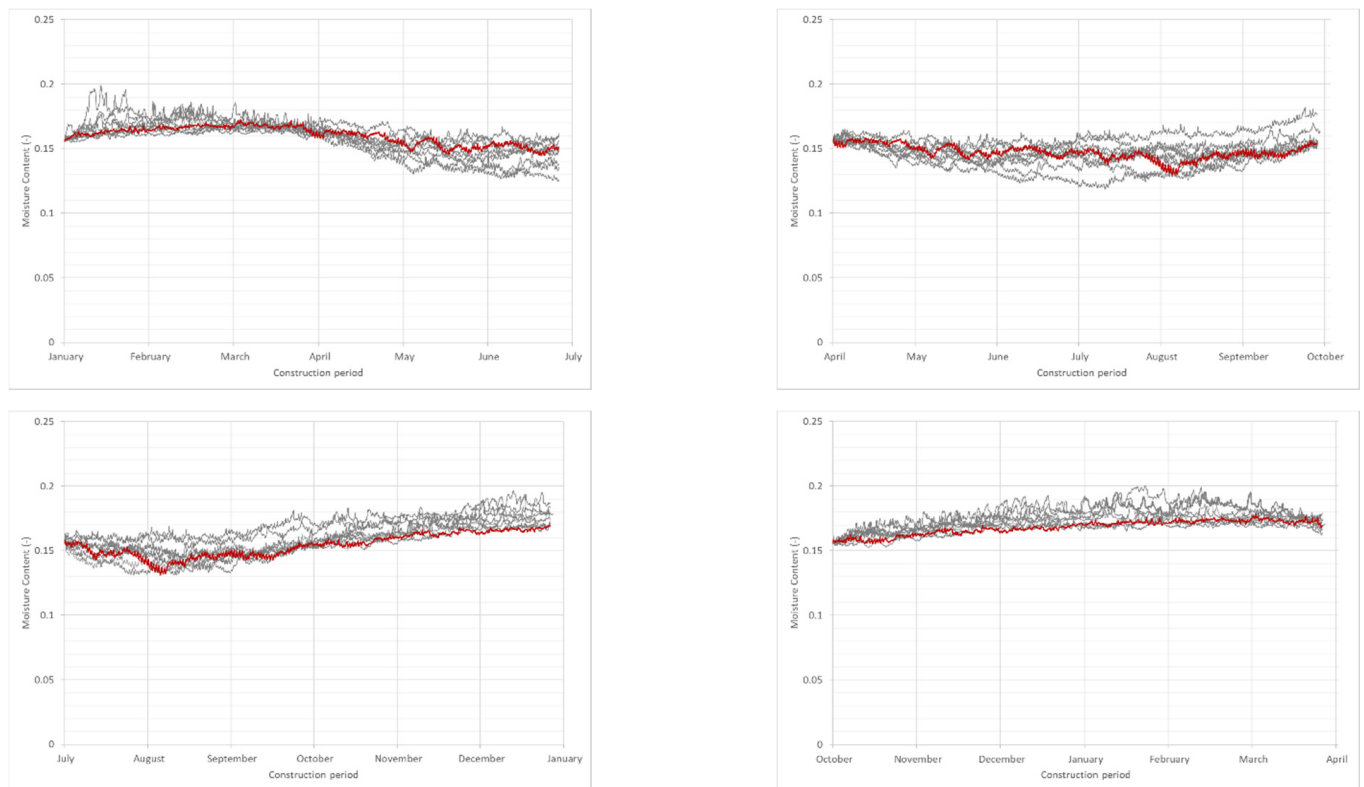 0.25
0.2
0.15
0.1
0.05
0
Moisture Content (-)
January February March April May June July
Construction period
0.25
0.2
0.15
0.1
0.05
0
Moisture Content (-)
April May June July August September October
Construction period
0.25
0.2
0.15
0.1
0.05
0
Moisture Content (-)
July August September October November December January
Construction period
0.25
0.2
0.15
0.1
0.05
0
Moisture Content (-)
October November December January February March April
Construction period